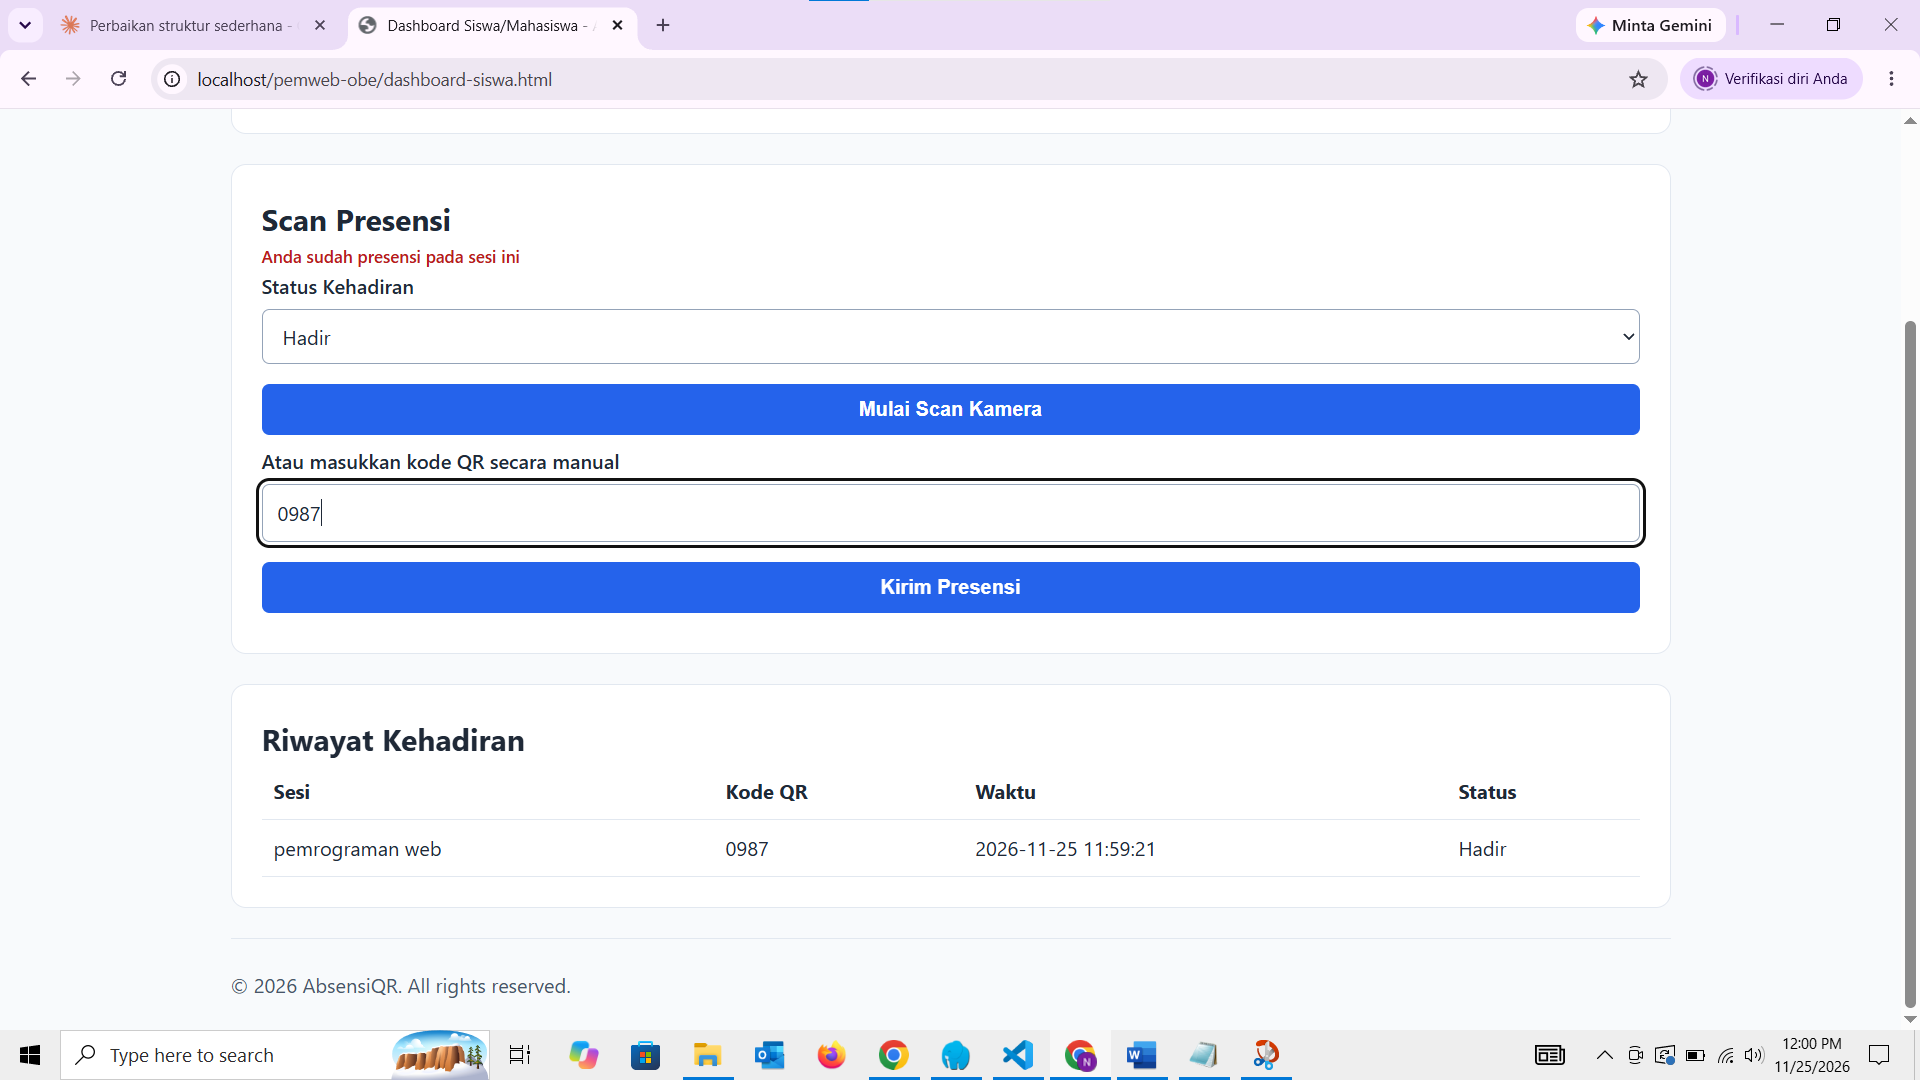 Perbaikan struktur sederhana -
Dashboard Siswa/Mahasiswa -
Minta Gemini
localhost/pemweb-obe/dashboard-siswa.html
N
Verifikasi diri Anda
Scan Presensi
Anda sudah presensi pada sesi ini
Status Kehadiran
Hadir
Mulai Scan Kamera
Atau masukkan kode QR secara manual
0987
Kirim Presensi
Riwayat Kehadiran
Sesi Kode QR Waktu Status
pemrograman web 0987 2026-11-25 11:59:21 Hadir
© 2026 AbsensiQR. All rights reserved.
Type here to search
12:00 PM
11/25/2026